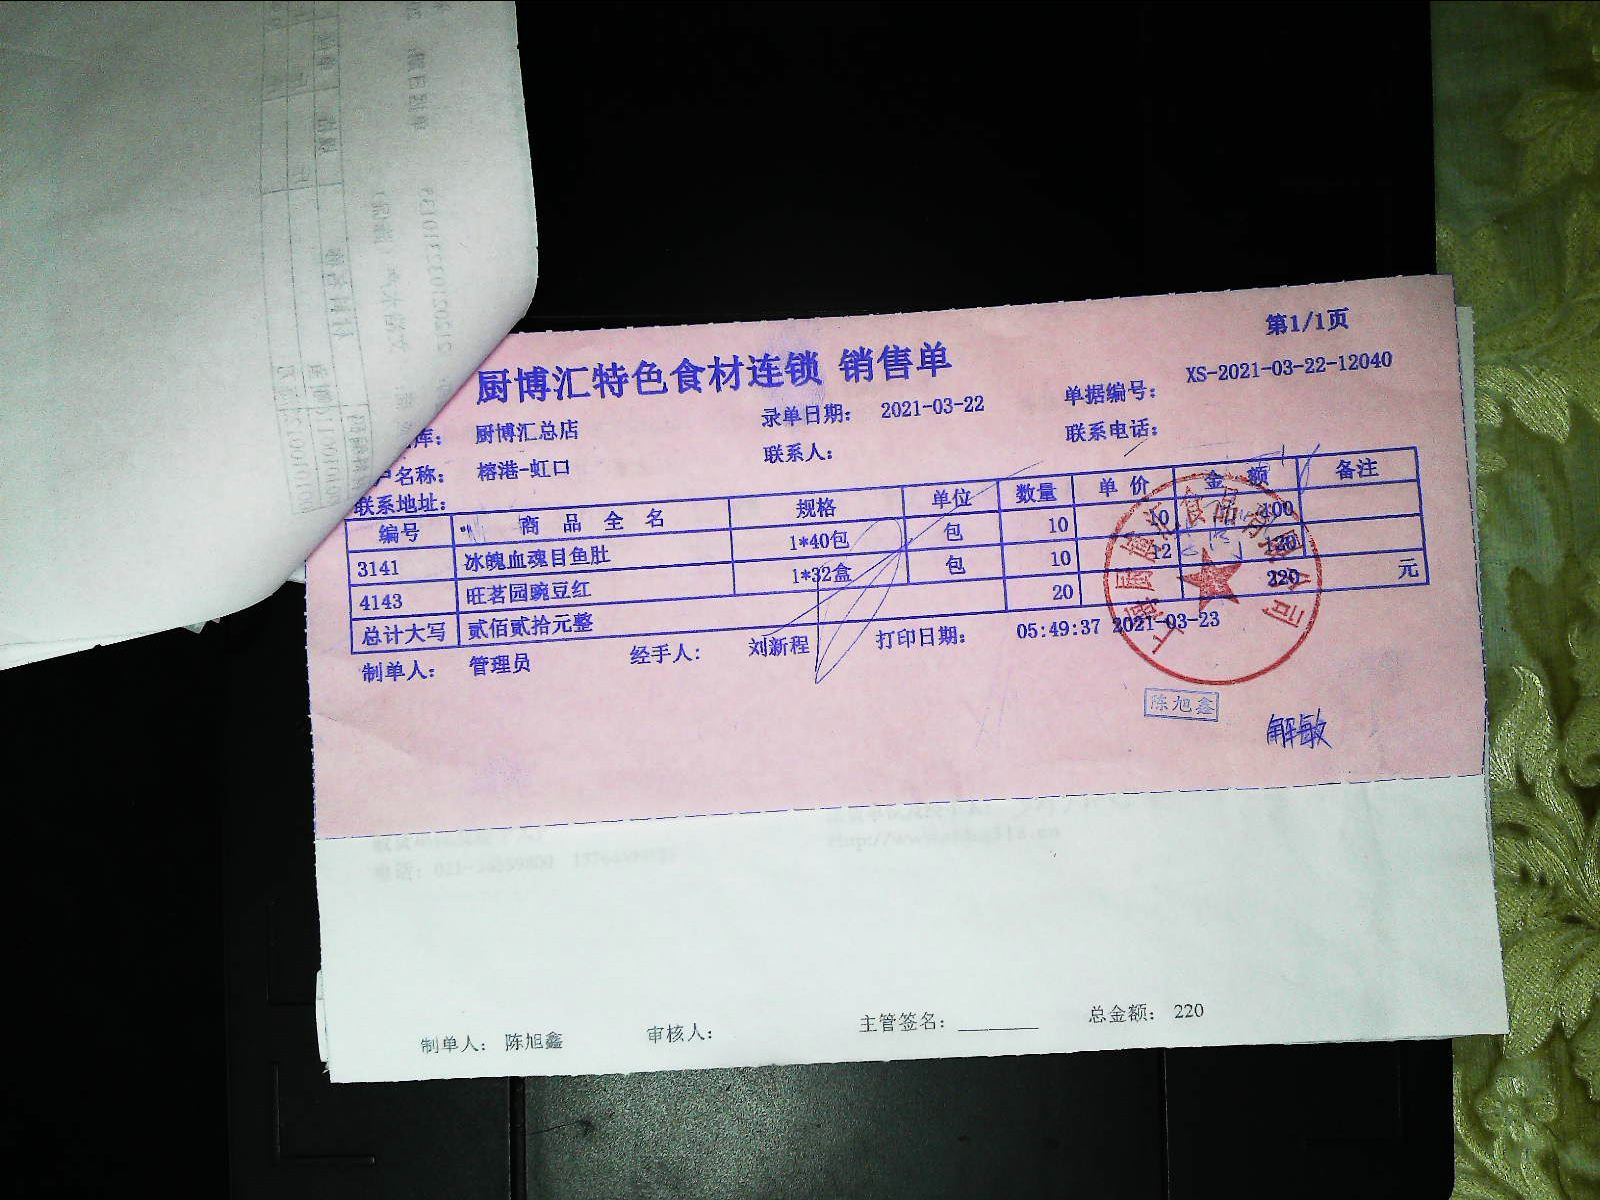 第1/1页
厨博汇特色食材连锁 销售单
库： 厨博汇总店 录单日期： 2021-03-22 单据编号： XS-2021-03-22-12040
户名称： 榕港-虹口 联系人： 联系电话：
联系地址：
编号 商 品 全 名 规格 单位 数量 单 价 金 额 备注
3141 冰魄血魂目鱼肚 1*40包 包 10 10 100
4143 旺茗园豌豆红 1*32盒 包 10 12 120
总计大写 贰佰贰拾元整 20 220 元
制单人： 管理员 经手人： 刘新程 打印日期： 05:49:37 2021-03-23
陈旭鑫
解敏
制单人： 陈旭鑫 审核人： 主管签名： ________ 总金额： 220